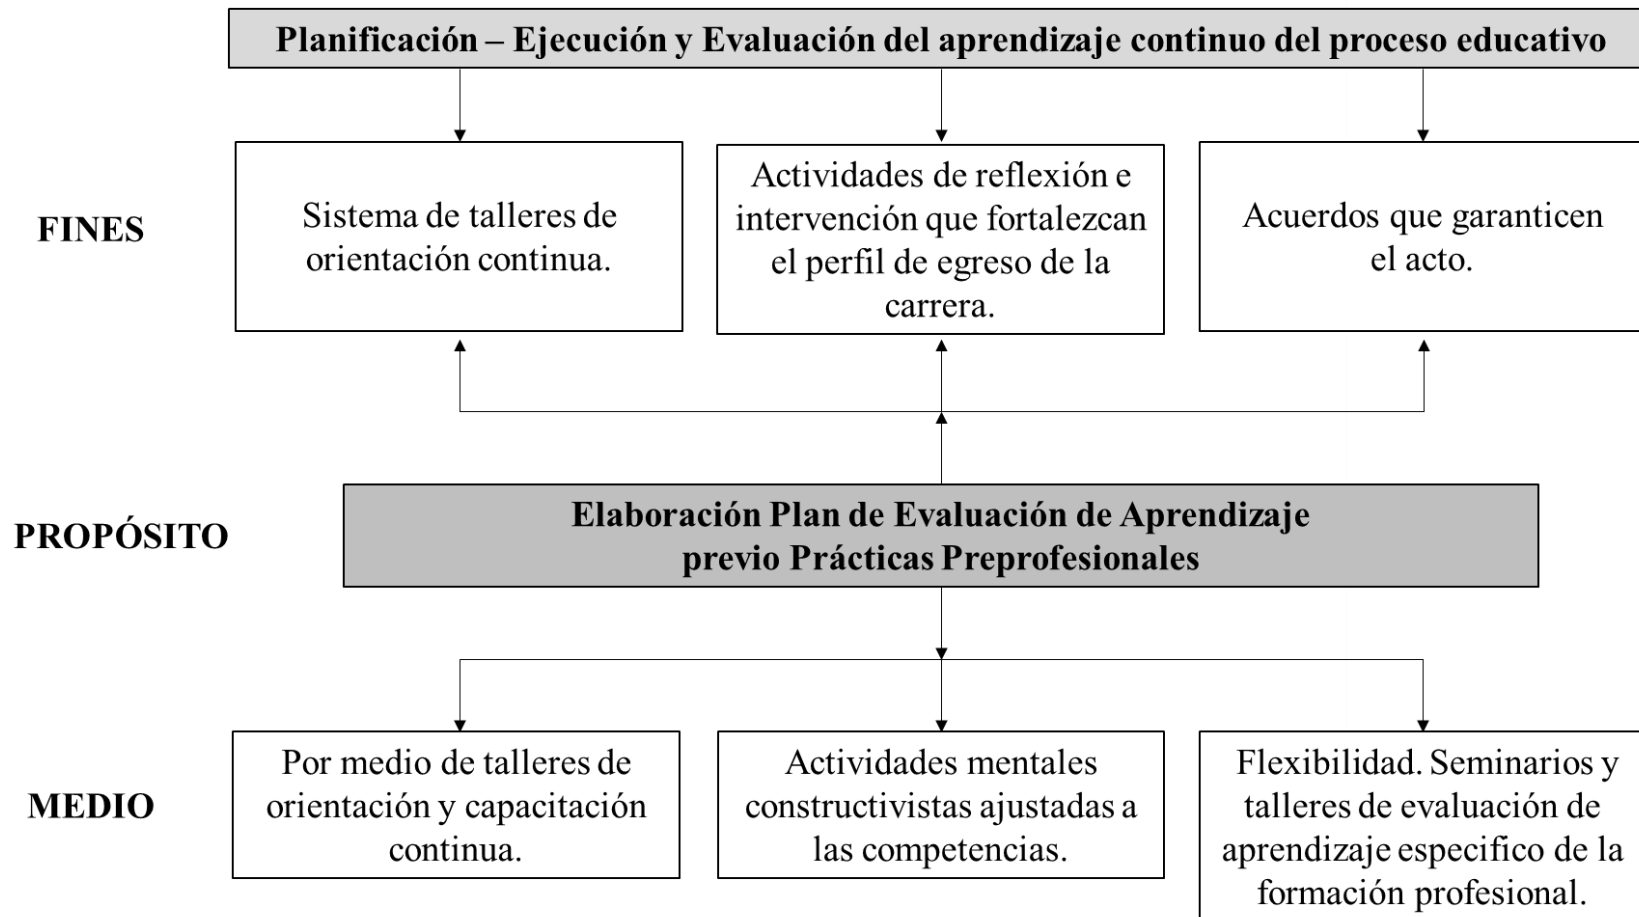 Planificación – Ejecución y Evaluación del aprendizaje continuo del proceso educativo
FINES
Sistema de talleres de
orientación continua.
Actividades de reflexión e
intervención que fortalezcan
el perfil de egreso de la
carrera.
Acuerdos que garanticen
el acto.
PROPÓSITO
Elaboración Plan de Evaluación de Aprendizaje
previo Prácticas Preprofesionales
MEDIO
Por medio de talleres de
orientación y capacitación
continua.
Actividades mentales
constructivistas ajustadas a
las competencias.
Flexibilidad. Seminarios y
talleres de evaluación de
aprendizaje especifico de la
formación profesional.